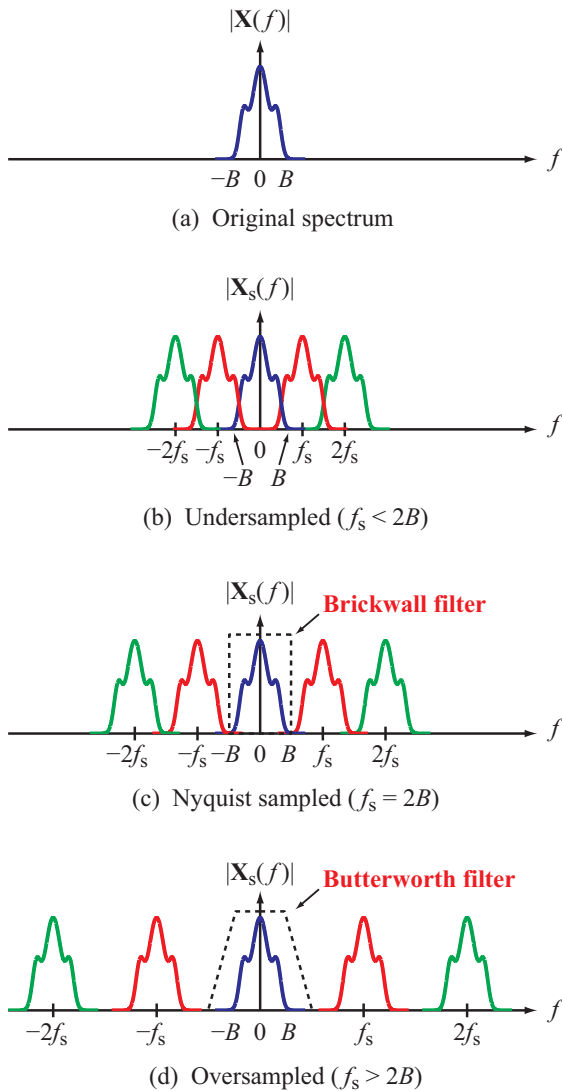 |X(f)|
f
−B 0 B
(a) Original spectrum
|Xs(f)|
f
−2fs −fs 0 fs 2fs
−B B
(b) Undersampled (fs < 2B)
|Xs(f)| Brickwall filter
f
−2fs −fs −B 0 B fs 2fs
(c) Nyquist sampled (fs = 2B)
|Xs(f)| Butterworth filter
f
−2fs −fs −B 0 B fs 2fs
(d) Oversampled (fs > 2B)